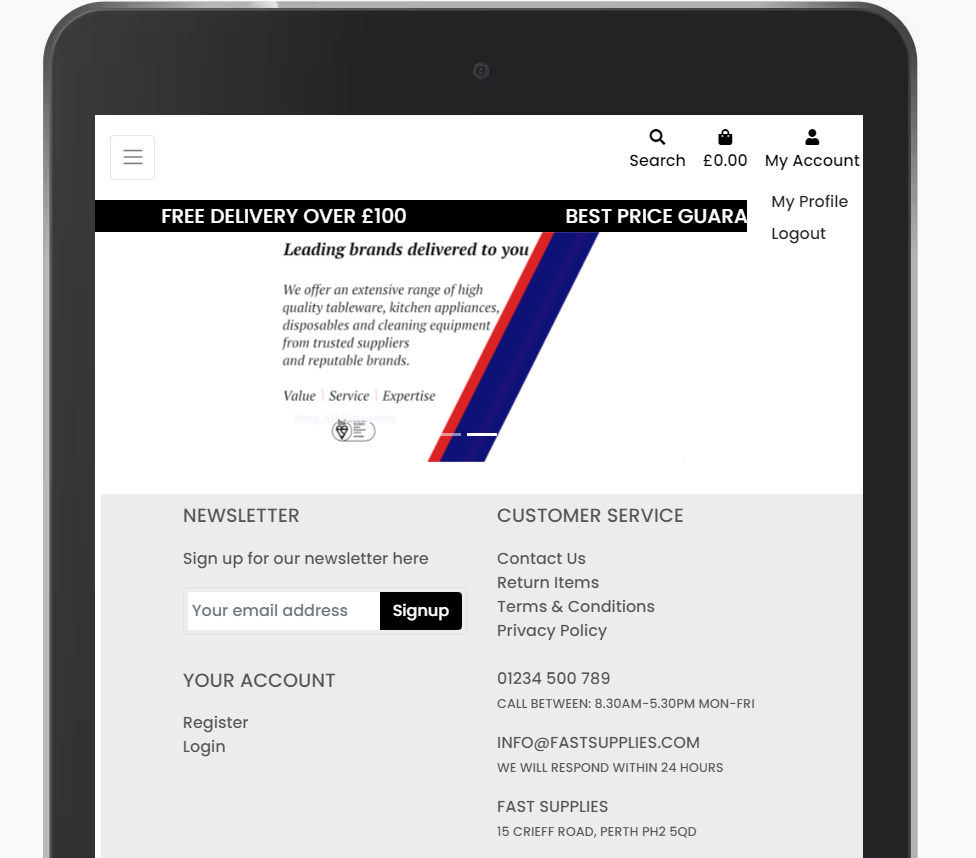 Search
£0.00
My Account
My Profile
Logout
FREE DELIVERY OVER £100
BEST PRICE GUARA
Leading brands delivered to you
We offer an extensive range of high
quality tableware, kitchen appliances,
disposables and cleaning equipment
from trusted suppliers
and reputable brands.
Value | Service | Expertise
Shop All Categories
NEWSLETTER
Sign up for our newsletter here
Your email address
Signup
YOUR ACCOUNT
Register
Login
CUSTOMER SERVICE
Contact Us
Return Items
Terms & Conditions
Privacy Policy
01234 500 789
CALL BETWEEN: 8.30AM-5.30PM MON-FRI
INFO@FASTSUPPLIES.COM
WE WILL RESPOND WITHIN 24 HOURS
FAST SUPPLIES
15 CRIEFF ROAD, PERTH PH2 5QD